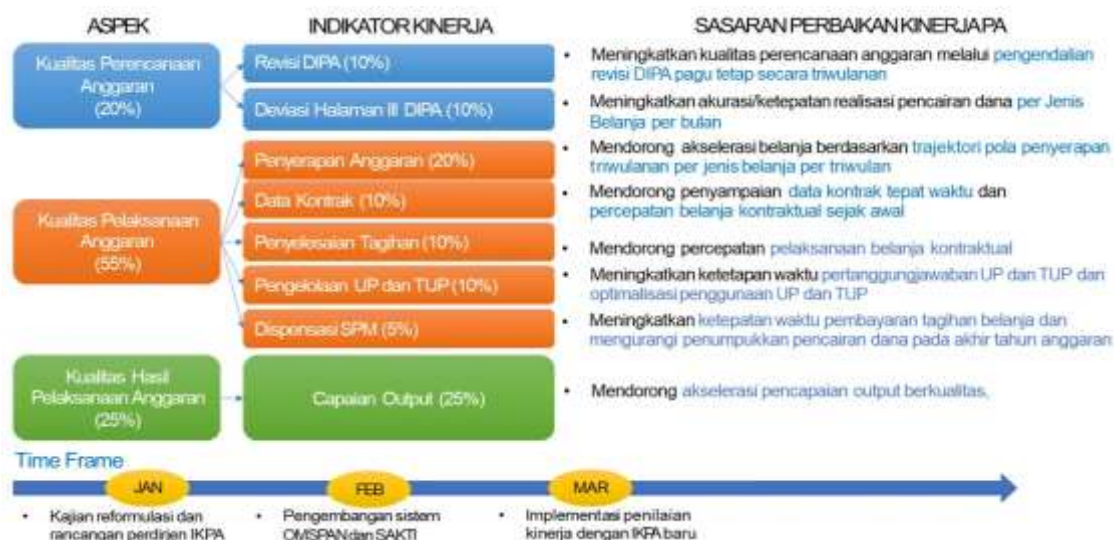 ASPEK
INDIKATOR KINERJA
SASARAN PERBAIKAN KINERJA PA
Kualitas Perencanaan
Anggaran
(20%)
Revisi DIPA (10%)
Deviasi Halaman III DIPA (10%)
• Meningkatkan kualitas perencanaan anggaran melalui pengendalian
revisi DIPA pagu tetap secara triwulanan
• Meningkatkan akurasi/ketepatan realisasi pencairan dana per Jenis
Belanja per bulan
Kualitas Pelaksanaan
Anggaran
(55%)
Penyerapan Anggaran (20%)
Data Kontrak (10%)
Penyelesaian Tagihan (10%)
Pengelolaan UP dan TUP (10%)
Dispensasi SPM (5%)
• Mendorong akselerasi belanja berdasarkan trajektori pola penyerapan
triwulanan per jenis belanja per triwulan
• Mendorong penyampaian data kontrak tepat waktu dan
percepatan belanja kontraktual sejak awal
• Mendorong percepatan pelaksanaan belanja kontraktual
• Meningkatkan ketetapan waktu pertanggungjawaban UP dan TUP dan
optimalisasi penggunaan UP dan TUP
• Meningkatkan ketepatan waktu pembayaran tagihan belanja dan
mengurangi penumpukkan pencairan dana pada akhir tahun anggaran
Kualitas Hasil
Pelaksanaan Anggaran
(25%)
Capaian Output (25%)
• Mendorong akselerasi pencapaian output berkualitas,
Time Frame
JAN
FEB
MAR
• Kajian reformulasi dan
rancangan perdirjen IKPA
• Pengembangan sistem
OMSPAN dan SAKTI
• Implementasi penilaian
kinerja dengan IKPA baru